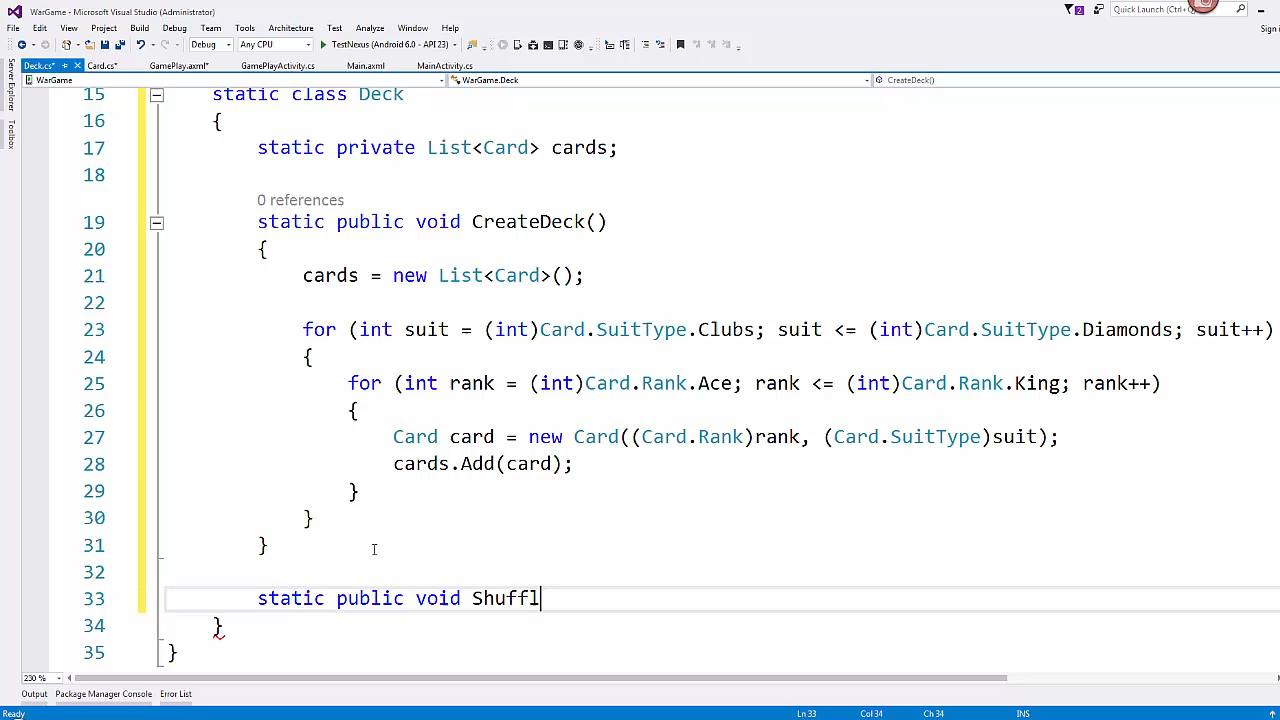 WarGame - Microsoft Visual Studio (Administrator)
2
File Edit View Project Build Debug Team Tools Architecture Test Analyze Window Help
Sign
Debug Any CPU TestNexus (Android 6.0 - API 23)
Deck.cs* Card.cs* GamePlay.axml* GamePlayActivity.cs Main.axml MainActivity.cs
WarGame WarGame.Deck CreateDeck()
Server Explorer
Toolbox
15 static class Deck
16 {
17 static private List<Card> cards;
18
0 references
19 static public void CreateDeck()
20 {
21 cards = new List<Card>();
22
23 for (int suit = (int)Card.SuitType.Clubs; suit <= (int)Card.SuitType.Diamonds; suit++)
24 {
25 for (int rank = (int)Card.Rank.Ace; rank <= (int)Card.Rank.King; rank++)
26 {
27 Card card = new Card((Card.Rank)rank, (Card.SuitType)suit);
28 cards.Add(card);
29 }
30 }
31 }
32
33 static public void Shuffl
34 }
35 }
230 %
Output Package Manager Console Error List
Ready Ln 33 Col 34 Ch 34 INS